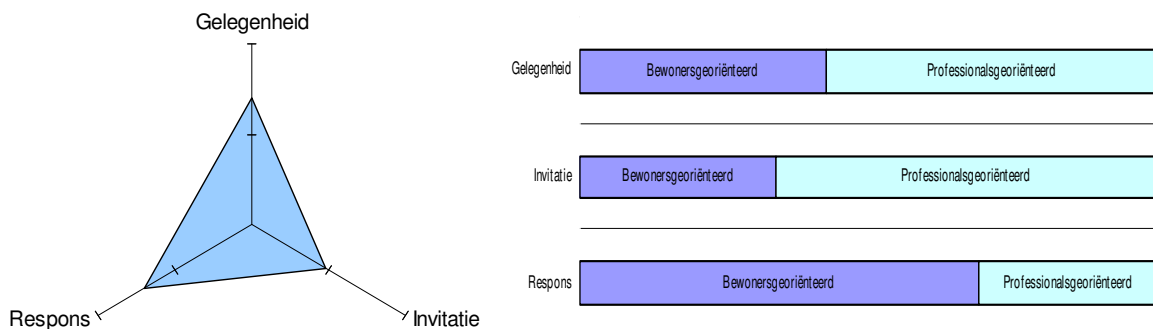 Gelegenheid
Respons
Invitatie
Gelegenheid
Bewonersgeoriënteerd
Professionalsgeoriënteerd
Invitatie
Bewonersgeoriënteerd
Professionalsgeoriënteerd
Respons
Bewonersgeoriënteerd
Professionalsgeoriënteerd